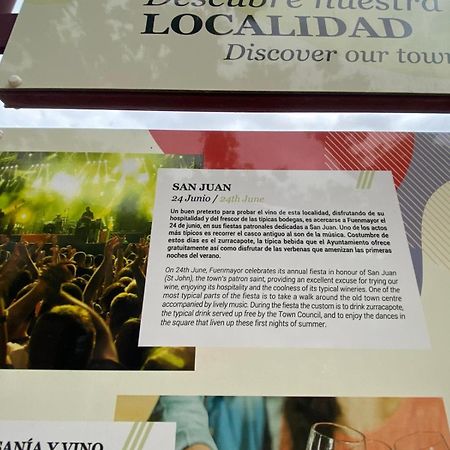 Descubre nuestra
LOCALIDAD
Discover our town
SAN JUAN
24 Junio / 24th June
Un buen pretexto para probar el vino de esta localidad, disfrutando de su
hospitalidad y del frescor de las típicas bodegas, es acercarse a Fuenmayor el
24 de junio, en sus fiestas patronales dedicadas a San Juan. Uno de los actos
más típicos es recorrer el casco antiguo al son de la música. Costumbre de
estos días es el zurracapote, la típica bebida que el Ayuntamiento ofrece
gratuitamente así como disfrutar de las verbenas que animan las primeras
noches del verano.
On 24th June, Fuenmayor celebrates its annual fiesta in honour of San Juan
(St John), the town's patron saint, providing an excellent excuse for trying our
wine, enjoying its hospitality and the coolness of its typical wineries. One of the
most typical parts of the fiesta is to take a walk around the old town centre
accompanied by lively music. During the fiesta the custom is to drink zurracapote,
the typical drink served up free by the Town Council, and to enjoy the dances in
the square that liven up these first nights of summer.
SANÍA Y VINO